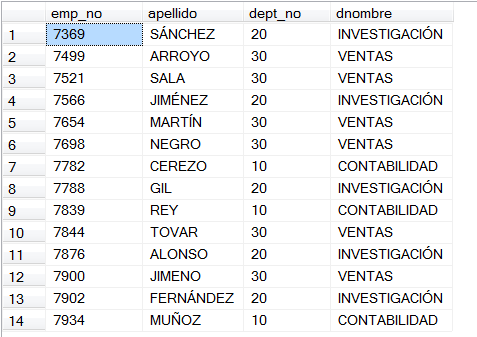 emp_no apellido dept_no dnombre
1 7369 SÁNCHEZ 20 INVESTIGACIÓN
2 7499 ARROYO 30 VENTAS
3 7521 SALA 30 VENTAS
4 7566 JIMÉNEZ 20 INVESTIGACIÓN
5 7654 MARTÍN 30 VENTAS
6 7698 NEGRO 30 VENTAS
7 7782 CEREZO 10 CONTABILIDAD
8 7788 GIL 20 INVESTIGACIÓN
9 7839 REY 10 CONTABILIDAD
10 7844 TOVAR 30 VENTAS
11 7876 ALONSO 20 INVESTIGACIÓN
12 7900 JIMENO 30 VENTAS
13 7902 FERNÁNDEZ 20 INVESTIGACIÓN
14 7934 MUÑOZ 10 CONTABILIDAD